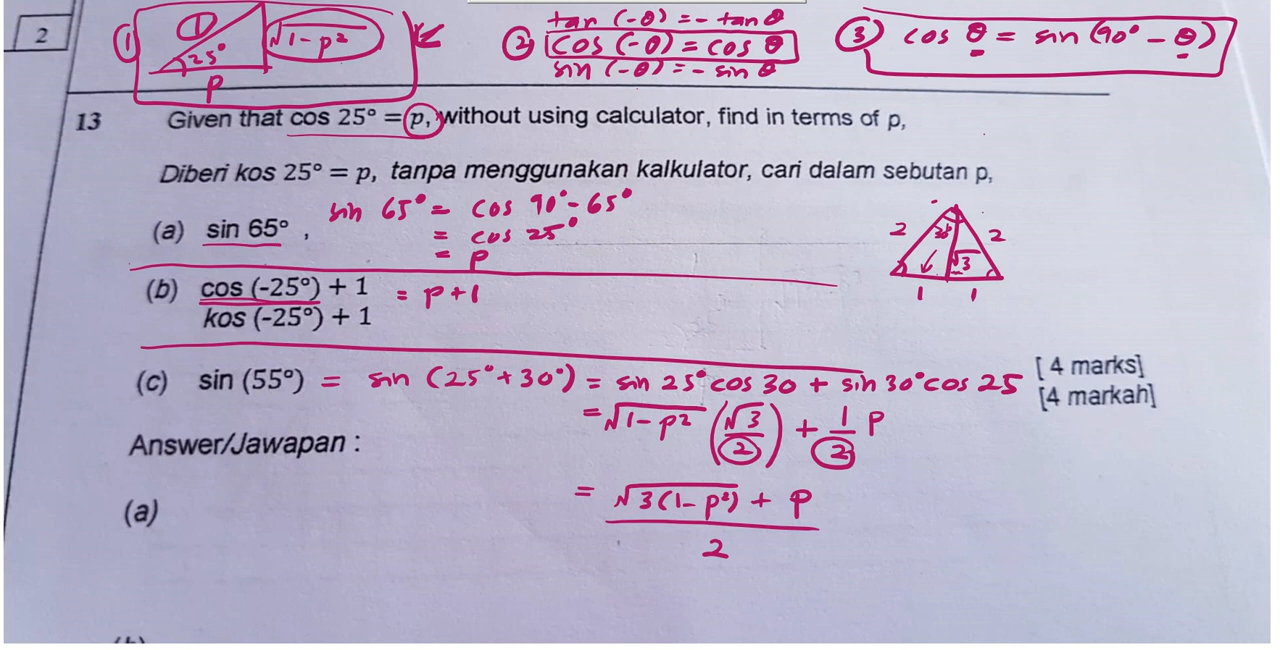 2
① 1 25° p √1-p²
② tan (-θ) = - tan θ
cos (-θ) = cos θ
sin (-θ) = - sin θ
③ cos θ = sin (90° - θ)
13 Given that cos 25° = p, without using calculator, find in terms of p,
Diberi kos 25° = p, tanpa menggunakan kalkulator, cari dalam sebutan p,
(a) sin 65° , sin 65° = cos 90° - 65°
= cos 25°
= p
2 30° 2
√3
1 1
(b) cos (-25°) + 1 = p + 1
kos (-25°) + 1
(c) sin (55°) = sin (25° + 30°) = sin 25° cos 30 + sin 30° cos 25
[ 4 marks]
[4 markah]
= √1-p² (√3/2) + 1/2 p
Answer/Jawapan :
= √3(1-p²) + p
2
(a)